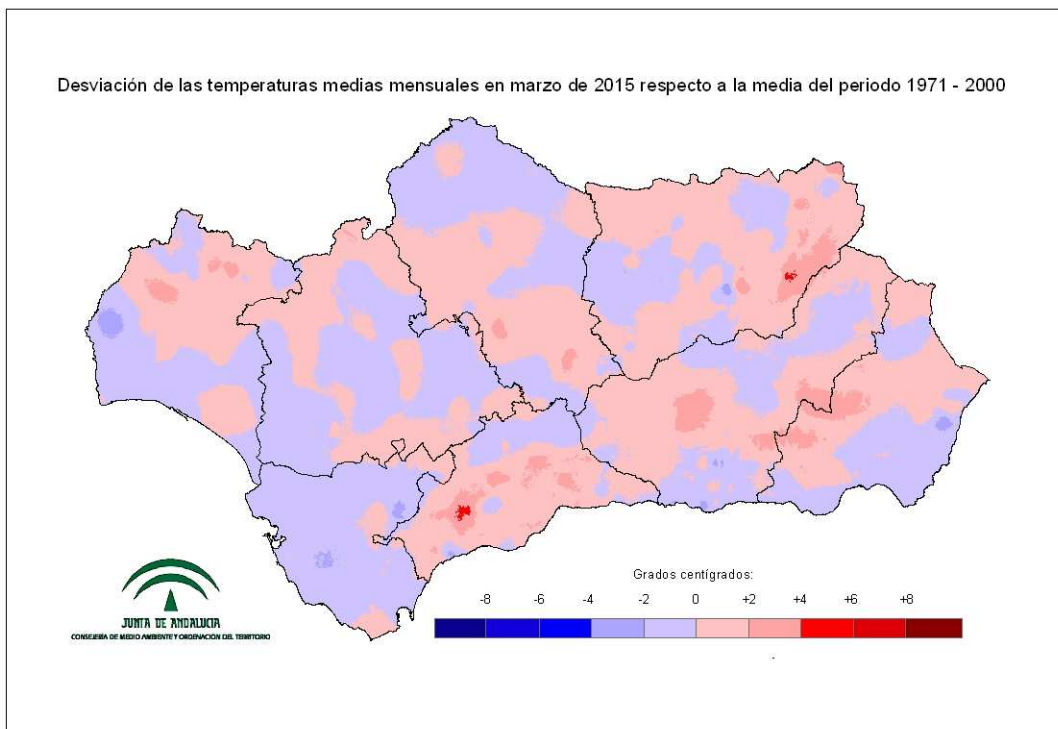 Desviación de las temperaturas medias mensuales en marzo de 2015 respecto a la media del periodo 1971 - 2000
Grados centígrados:
-8 -6 -4 -2 0 +2 +4 +6 +8
JUNTA DE ANDALUCIA
CONSEJERÍA DE MEDIO AMBIENTE Y ORDENACIÓN DEL TERRITORIO